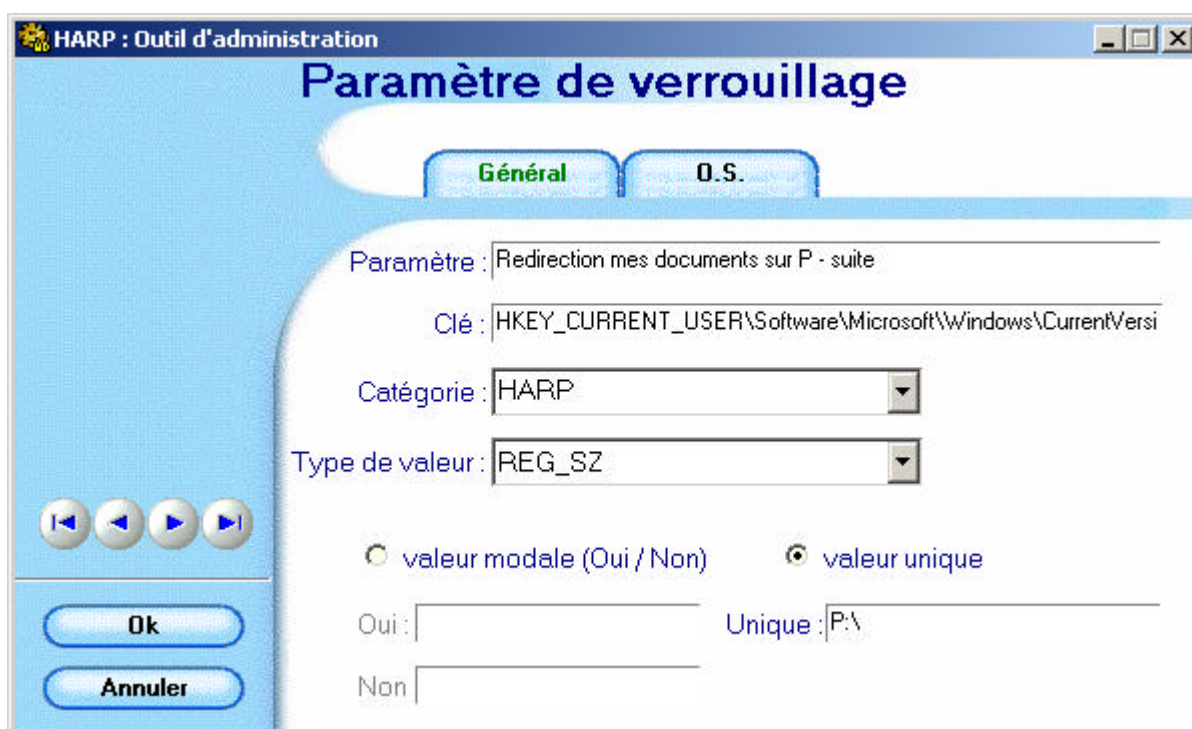 HARP : Outil d'administration
Paramètre de verrouillage
Général O.S.
Paramètre : Redirection mes documents sur P - suite
Clé : HKEY_CURRENT_USER\Software\Microsoft\Windows\CurrentVersi
Catégorie : HARP
Type de valeur : REG_SZ
valeur modale (Oui / Non) valeur unique
Ok Oui : Unique : P:\
Annuler Non